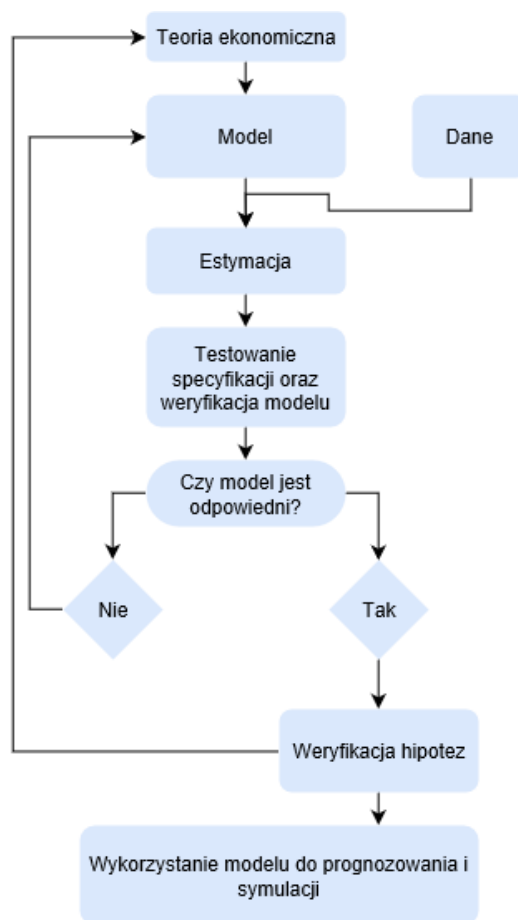 Teoria ekonomiczna
Model
Dane
Estymacja
Testowanie
specyfikacji oraz
weryfikacja modelu
Czy model jest
odpowiedni?
Nie
Tak
Weryfikacja hipotez
Wykorzystanie modelu do prognozowania i
symulacji